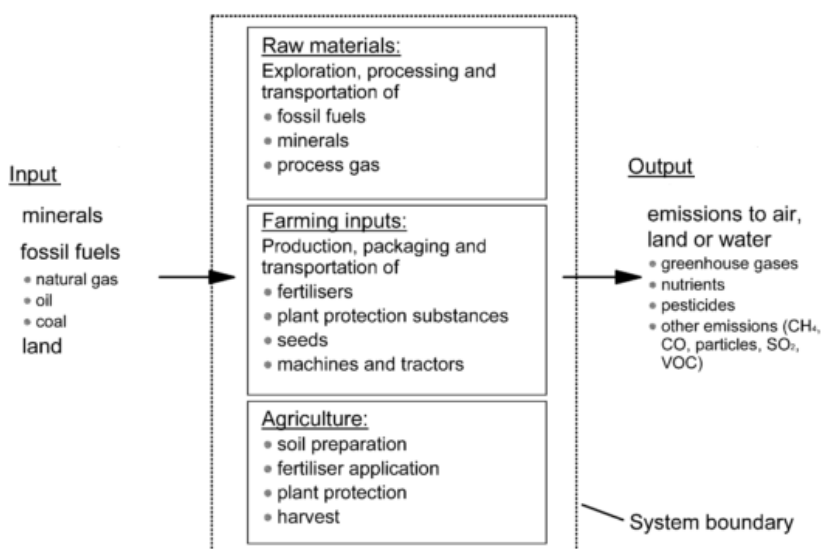 Input
minerals
fossil fuels
• natural gas
• oil
• coal
land
Raw materials:
Exploration, processing and
transportation of
• fossil fuels
• minerals
• process gas
Farming inputs:
Production, packaging and
transportation of
• fertilisers
• plant protection substances
• seeds
• machines and tractors
Agriculture:
• soil preparation
• fertiliser application
• plant protection
• harvest
Output
emissions to air,
land or water
• greenhouse gases
• nutrients
• pesticides
• other emissions (CH₄,
CO, particles, SO₂,
VOC)
System boundary